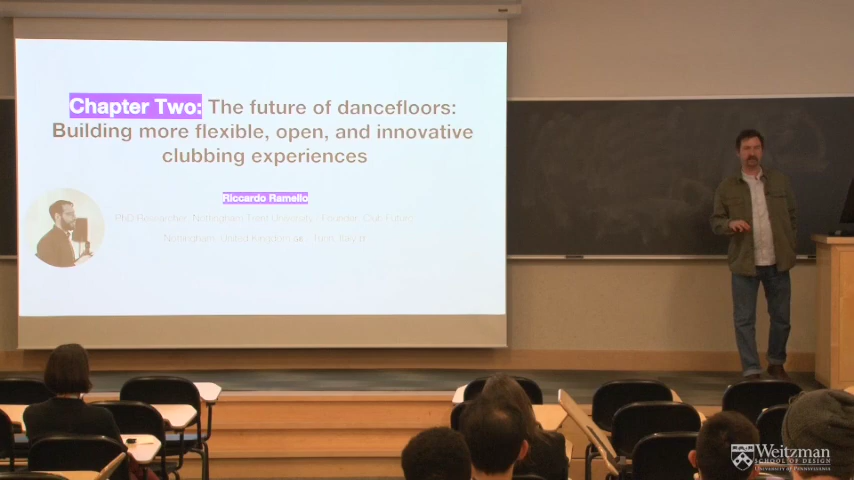 Chapter Two: The future of dancefloors:
Building more flexible, open, and innovative
clubbing experiences
Riccardo Ramello
PhD Researcher, Nottingham Trent University, Founder, Club Future
Nottingham, United Kingdom Turin, Italy
Weitzman
SCHOOL OF DESIGN
UNIVERSITY of PENNSYLVANIA